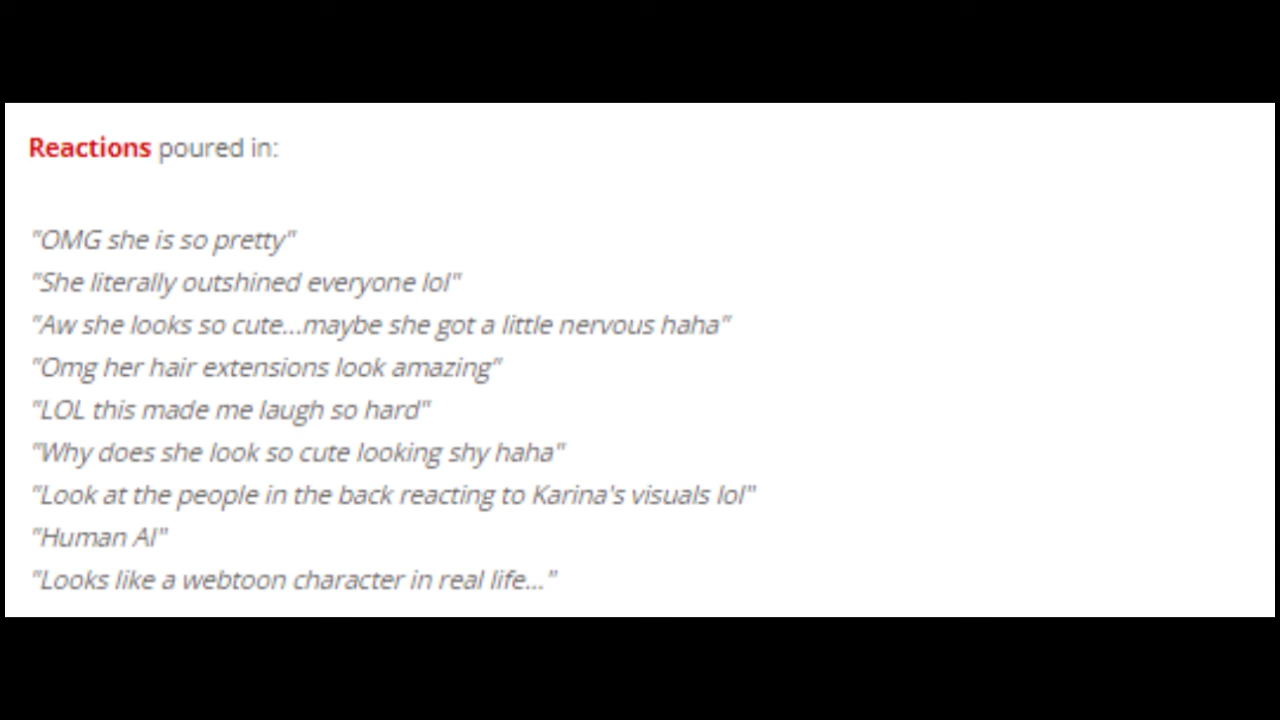 Reactions poured in:
"OMG she is so pretty"
"She literally outshined everyone lol"
"Aw she looks so cute...maybe she got a little nervous haha"
"Omg her hair extensions look amazing"
"LOL this made me laugh so hard"
"Why does she look so cute looking shy haha"
"Look at the people in the back reacting to Karina's visuals lol"
"Human AI"
"Looks like a webtoon character in real life..."